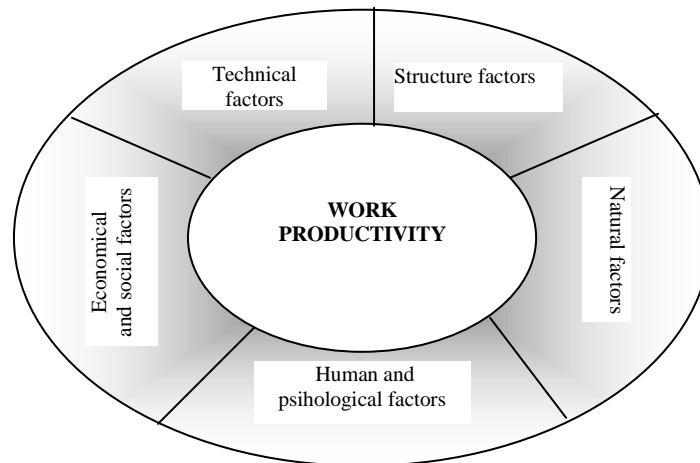 Technical
factors
Structure factors
Economical
and social factors
WORK
PRODUCTIVITY
Natural factors
Human and
psihological factors